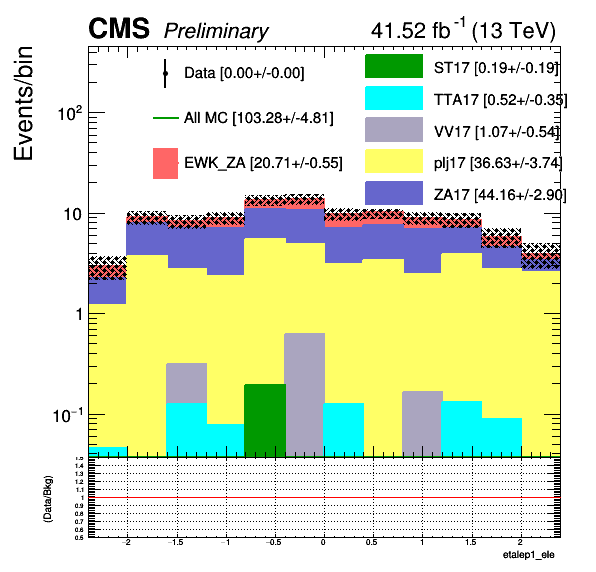 CMS Preliminary 41.52 fb⁻¹ (13 TeV)
Events/bin
Data [0.00+/-0.00]
All MC [103.28+/-4.81]
EWK_ZA [20.71+/-0.55]
ST17 [0.19+/-0.19]
TTA17 [0.52+/-0.35]
VV17 [1.07+/-0.54]
plj17 [36.63+/-3.74]
ZA17 [44.16+/-2.90]
10²
10
1
10⁻¹
(Data/Bkg)
1.5
1.4
1.3
1.2
1.1
1
0.9
0.8
0.7
0.6
0.5
−2 −1.5 −1 −0.5 0 0.5 1 1.5 2
etalep1_ele